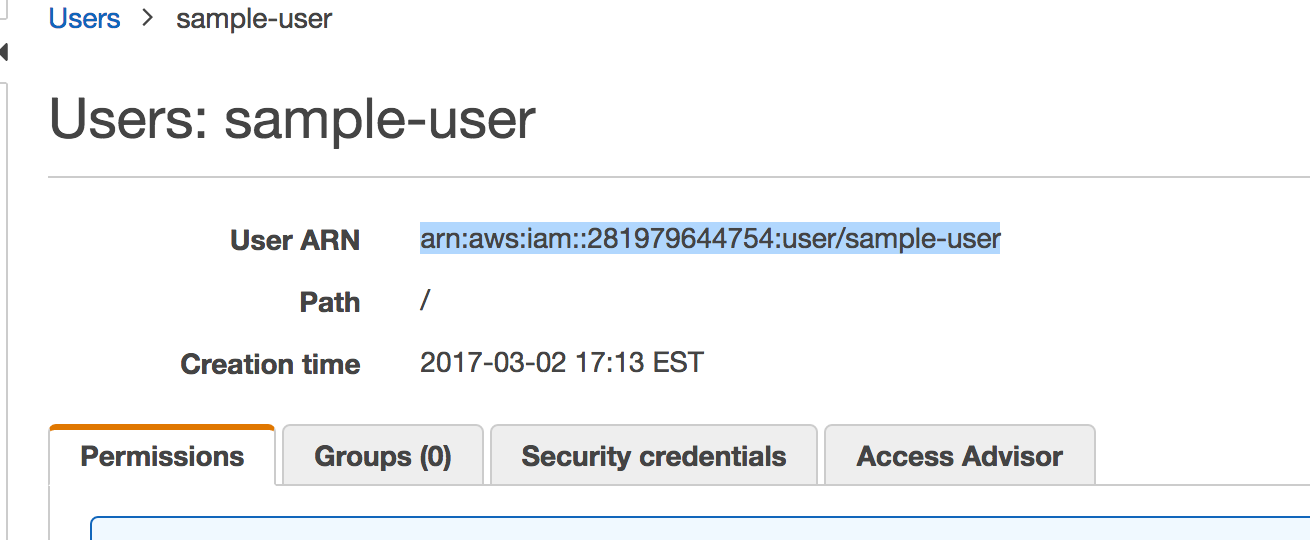 Users > sample-user
Users: sample-user
User ARN arn:aws:iam::281979644754:user/sample-user
Path /
Creation time 2017-03-02 17:13 EST
Permissions Groups (0) Security credentials Access Advisor